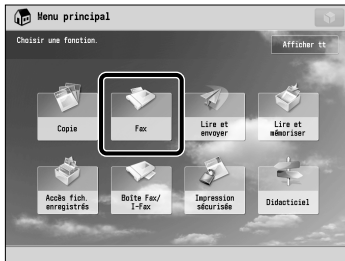 Menu principal
Choisir une fonction.
Afficher tt
Copie
Fax
Lire et
envoyer
Lire et
mémoriser
Accès fich.
enregistrés
Boîte Fax/
I-Fax
Impression
sécurisée
Didacticiel